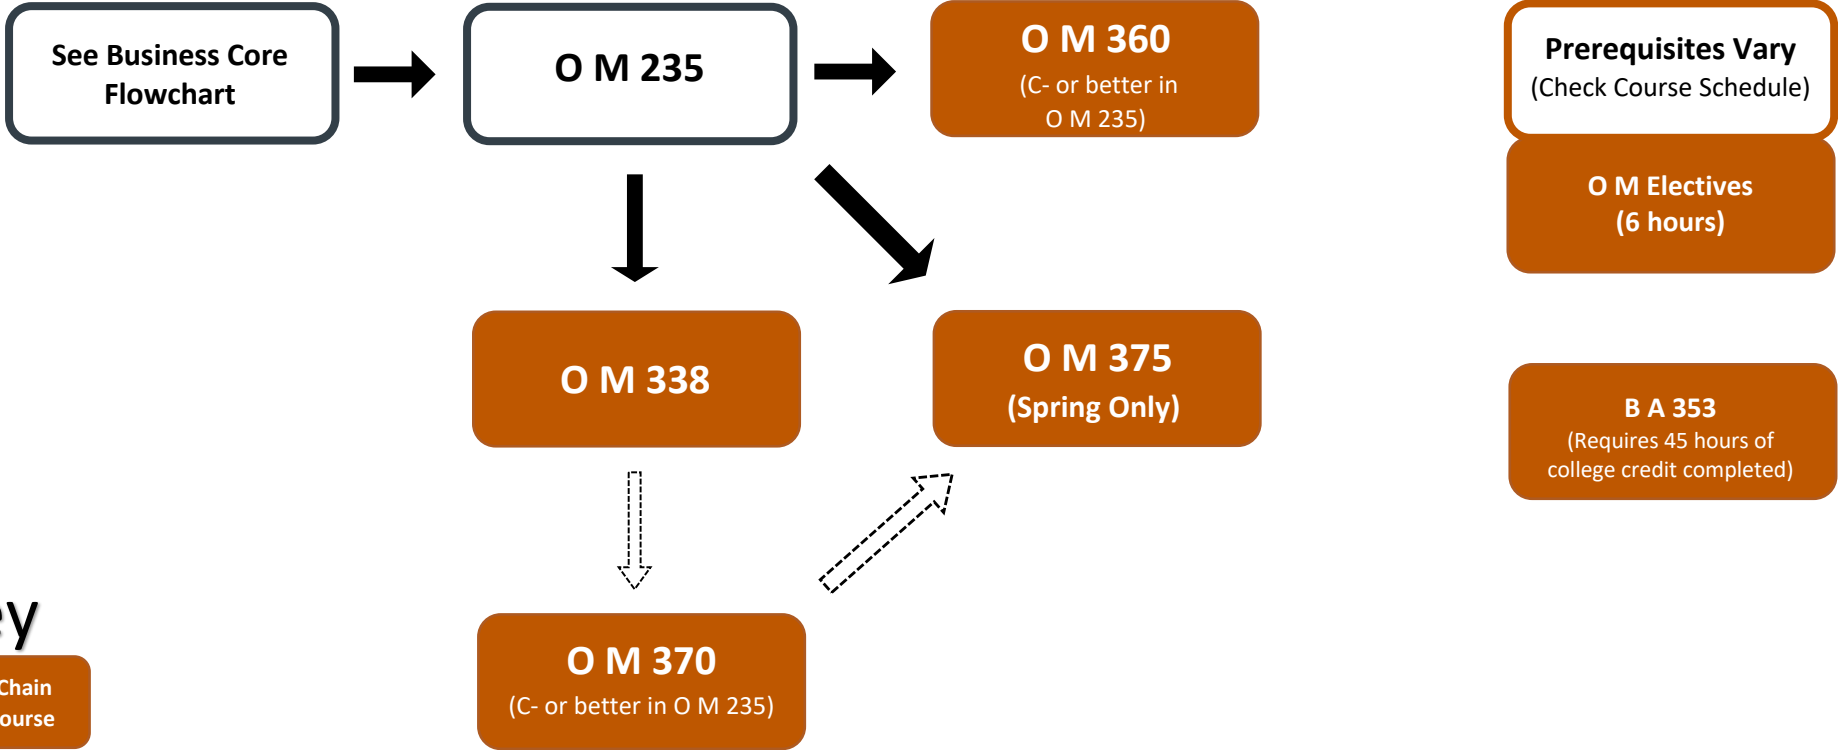 See Business Core
Flowchart
O M 235
O M 360
(C- or better in
O M 235)
Prerequisites Vary
(Check Course Schedule)
O M Electives
(6 hours)
O M 338
O M 375
(Spring Only)
B A 353
(Requires 45 hours of
college credit completed)
O M 370
(C- or better in O M 235)
Chain